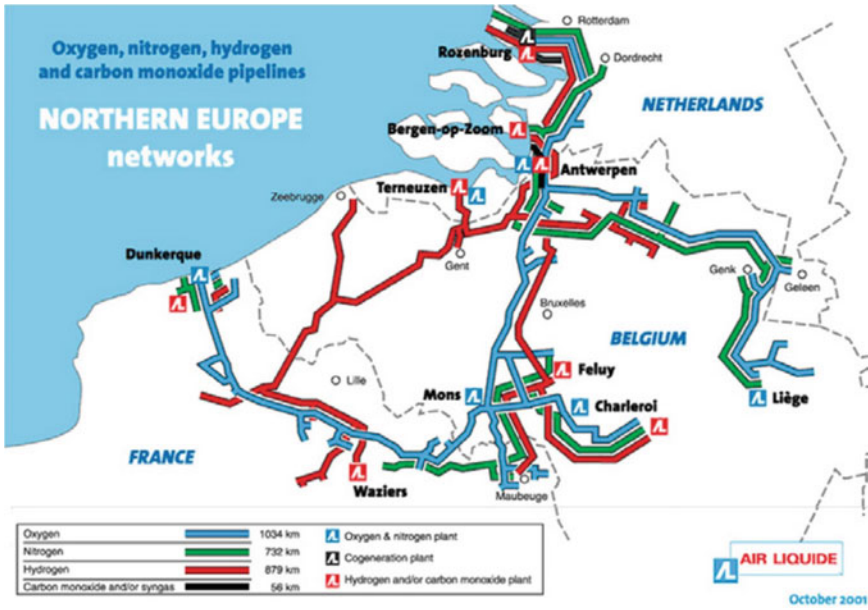 Oxygen, nitrogen, hydrogen
and carbon monoxide pipelines
NORTHERN EUROPE
networks
Rotterdam
Rozenburg
Dordrecht
NETHERLANDS
Bergen-op-Zoom
Antwerpen
Terneuzen
Zeebrugge
Dunkerque
Gent
Genk
Geleen
Bruxelles
BELGIUM
Lille
Mons
Feluy
Charleroi
Liège
FRANCE
Waziers
Maubeuge
Oxygen 1034 km
Nitrogen 732 km
Hydrogen 879 km
Carbon monoxide and/or syngas 56 km
Oxygen & nitrogen plant
Cogeneration plant
Hydrogen and/or carbon monoxide plant
AIR LIQUIDE
October 2001